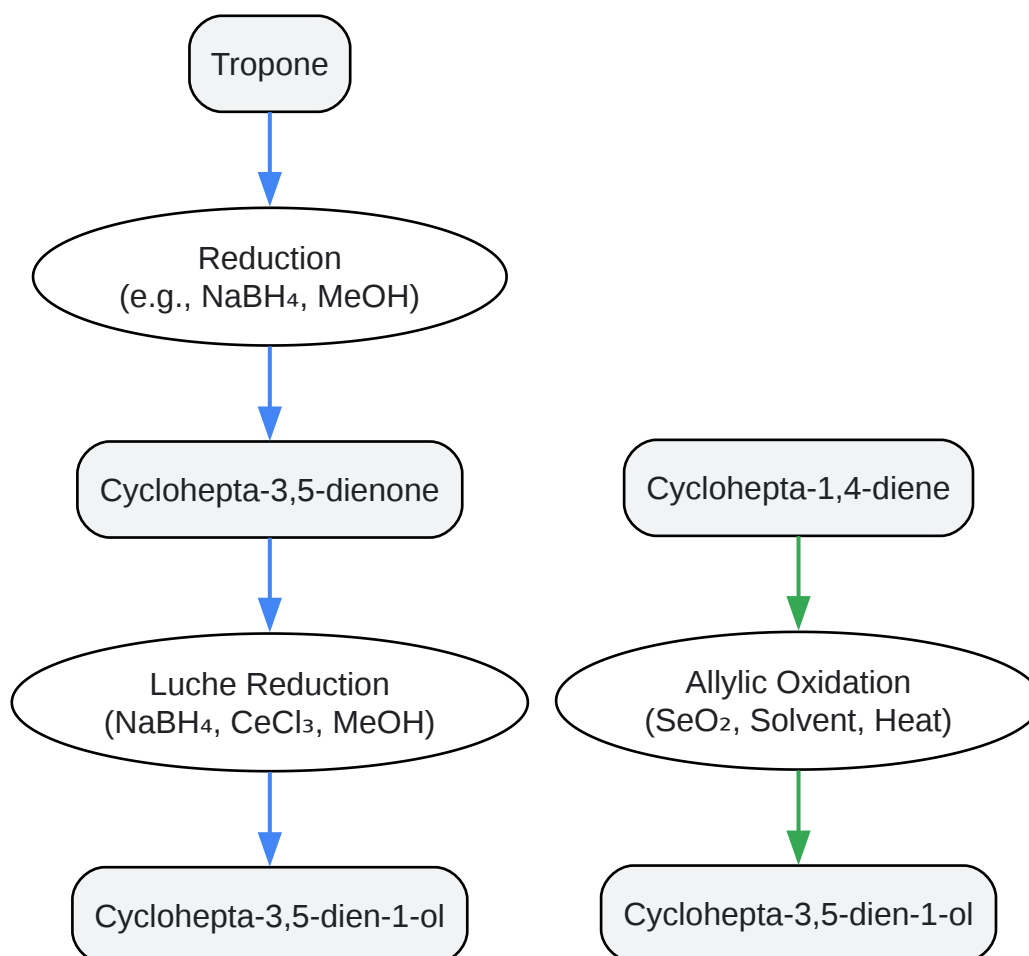 Tropone
Reduction
(e.g., NaBH₄, MeOH)
Cyclohepta-3,5-dienone
Luche Reduction
(NaBH₄, CeCl₃, MeOH)
Cyclohepta-3,5-dien-1-ol
Cyclohepta-1,4-diene
Allylic Oxidation
(SeO₂, Solvent, Heat)
Cyclohepta-3,5-dien-1-ol